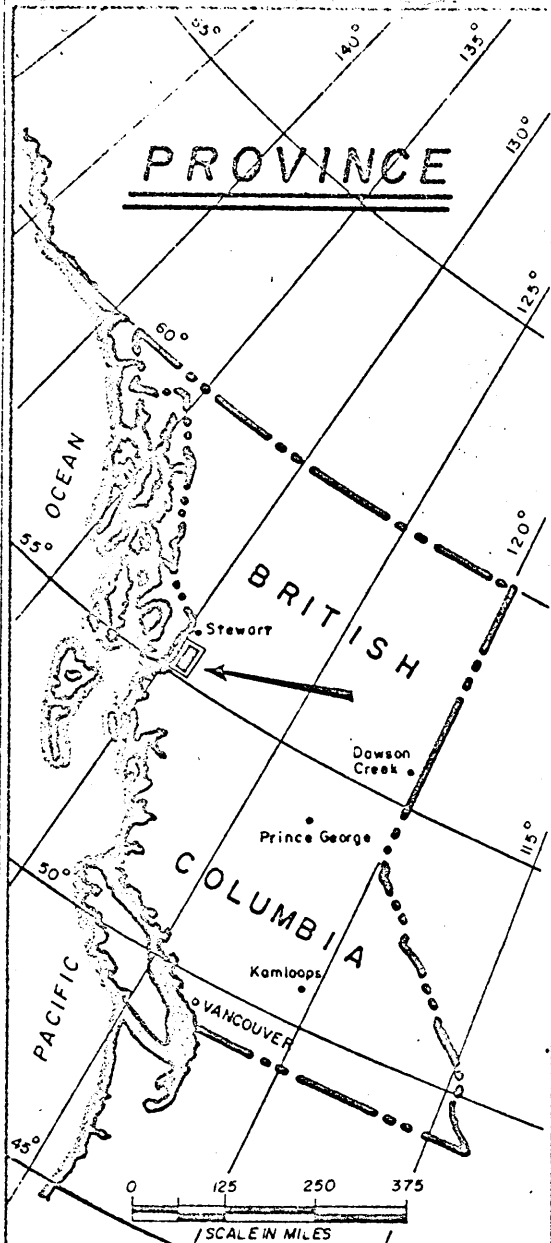 55°
140°
135°
130°
PROVINCE
125°
60°
OCEAN
120°
55°
BRITISH
Stewart
Dawson
Creek
115°
Prince George
50°
COLUMBIA
Kamloops
VANCOUVER
PACIFIC
45°
0 125 250 375
SCALE IN MILES